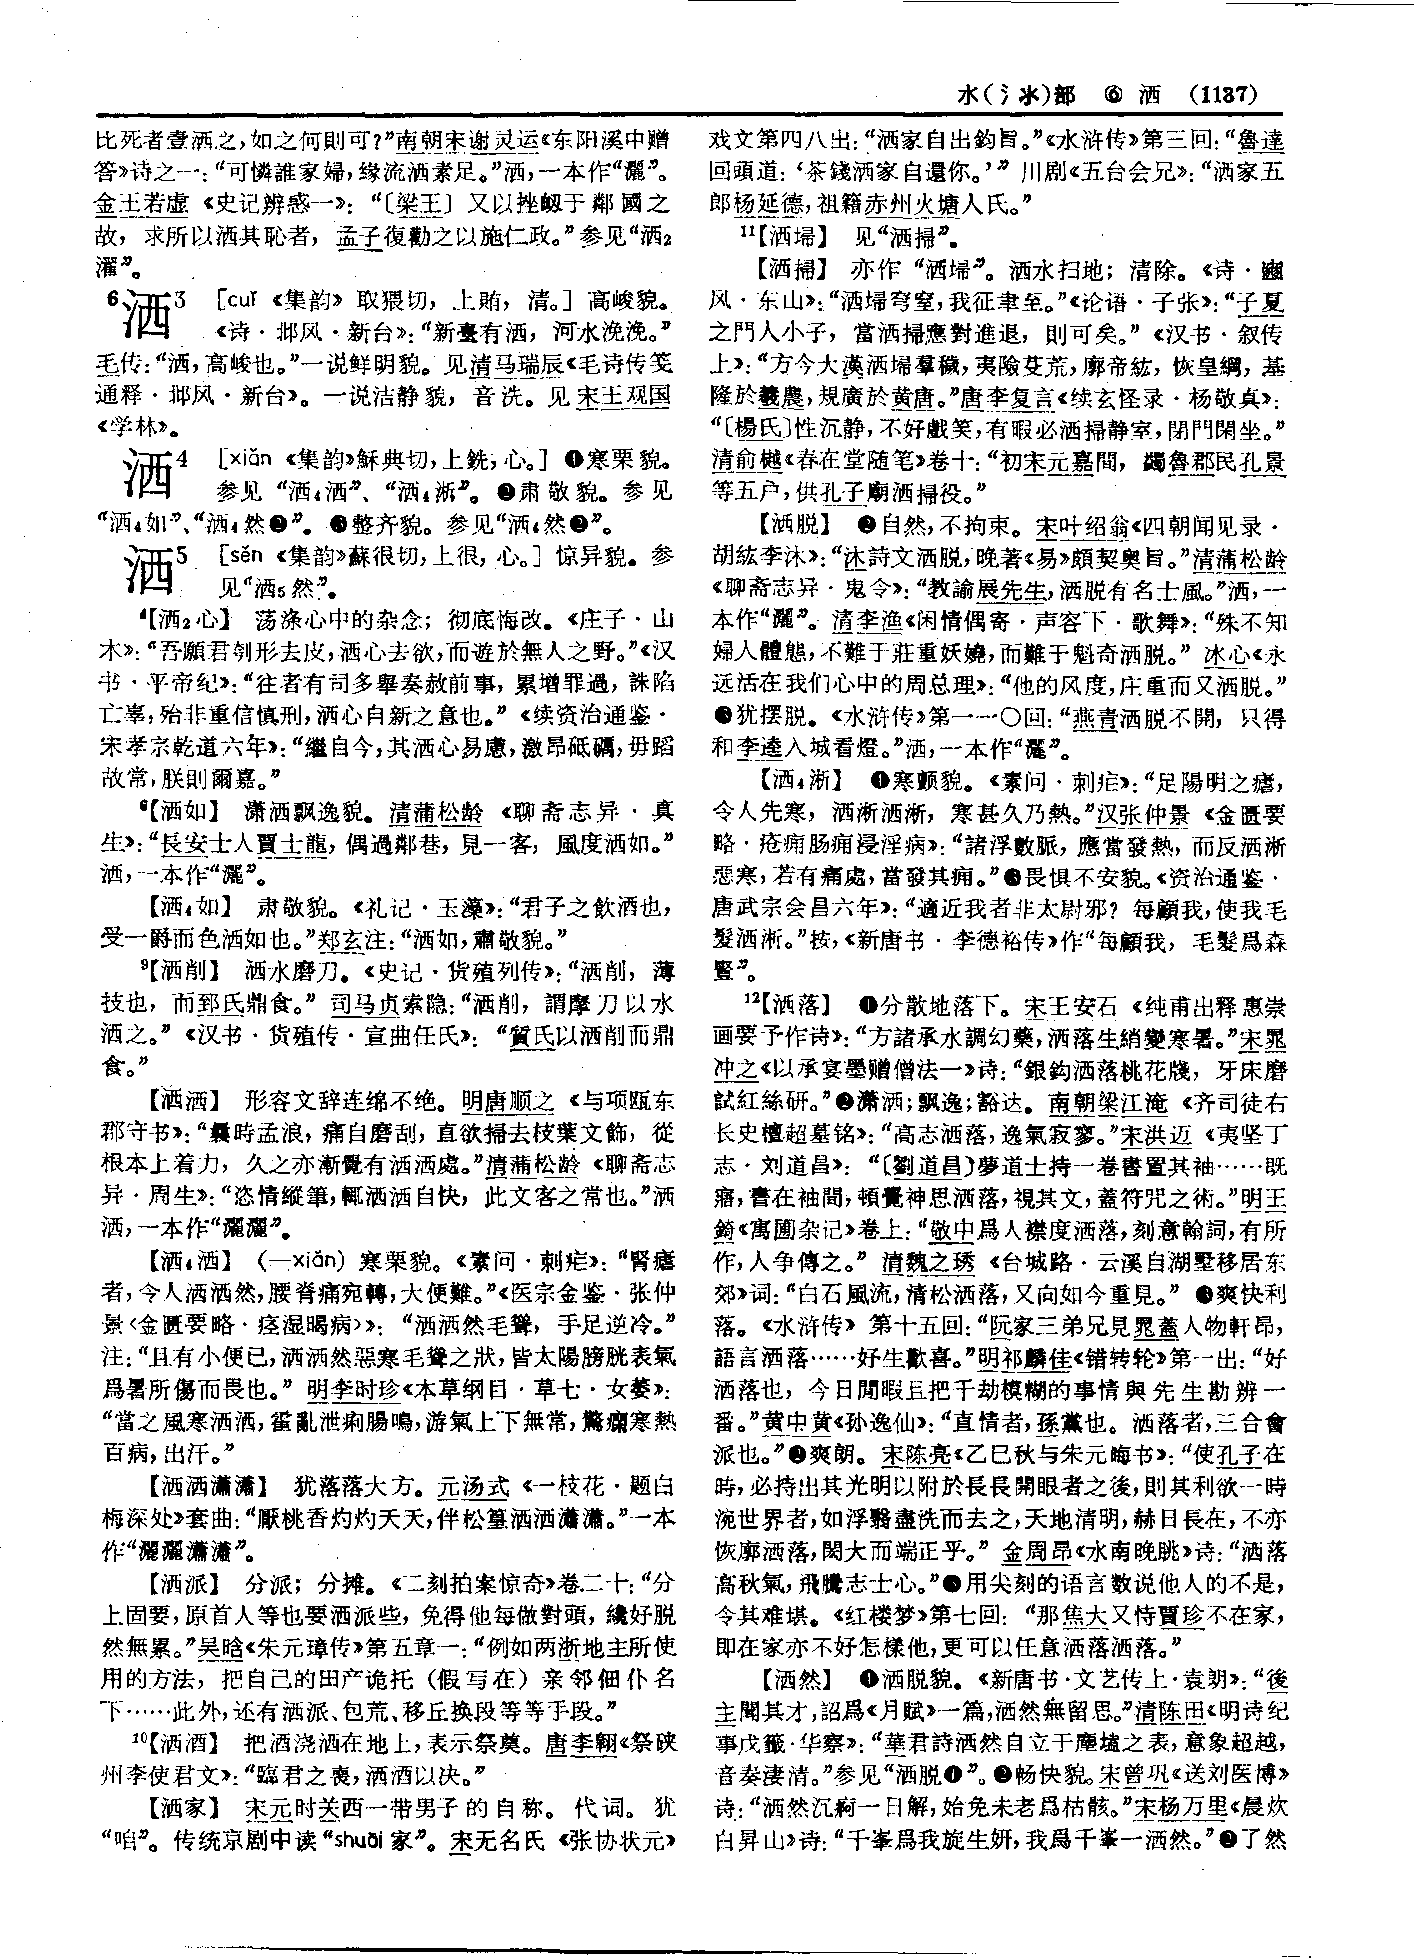 水(氵氺)部 ⑥ 洒 (1137)
比死者壹洒之，如之何則可？”南朝宋谢灵运《东阳溪中赠
答》诗之一：“可憐誰家婦，缘流洒素足。”洒，一本作“灑”。
金王若虚《史记辨惑一》：“〔梁王〕又以挫衄于鄰國之
故，求所以洒其恥者，孟子復勸之以施仁政。”参见“洒2
濯”。
6洒3 [cuǐ《集韵》取猥切，上贿，清。] 高峻貌。
《诗·邶风·新台》：“新臺有洒，河水浼浼。”
毛传：“洒，高峻也。”一说鲜明貌。见清马瑞辰《毛诗传笺
通释·邶风·新台》。一说洁静貌，音洗。见宋王观国
《学林》。
洒4 [xiǎn《集韵》穌典切，上銑，心。] ❶寒栗貌。
参见“洒4洒”、“洒4淅”。❷肃敬貌。参见
“洒4如”、“洒4然❷”。❸整齐貌。参见“洒4然❷”。
洒5 [sěn《集韵》蘇很切，上很，心。] 惊异貌。参
见“洒5然”。
4【洒2心】 荡涤心中的杂念；彻底悔改。《庄子·山
木》：“吾願君刳形去皮，洒心去欲，而遊於無人之野。”《汉
书·平帝纪》：“往者有司多舉奏赦前事，累增罪過，誅陷
亡辜，殆非重信慎刑，洒心自新之意也。”《续资治通鉴·
宋孝宗乾道六年》：“繼自今，其洒心易慮，激昂砥礪，毋蹈
故常，朕則爾嘉。”
6【洒如】 潇洒飘逸貌。清蒲松龄《聊斋志异·真
生》：“長安士人賈士龍，偶過鄰巷，見一客，風度洒如。”
洒，一本作“灑”。
【洒4如】 肃敬貌。《礼记·玉藻》：“君子之飲酒也，
受一爵而色洒如也。”郑玄注：“洒如，肅敬貌。”
9【洒削】 洒水磨刀。《史记·货殖列传》：“洒削，薄
技也，而郅氏鼎食。”司马贞索隐：“洒削，謂摩刀以水
洒之。”《汉书·货殖传·宣曲任氏》：“質氏以洒削而鼎
食。”
【洒洒】 形容文辞连绵不绝。明唐顺之《与项瓯东
郡守书》：“曩時孟浪，痛自磨刮，直欲掃去枝葉文飾，從
根本上着力，久之亦漸覺有洒洒處。”清蒲松龄《聊斋志
异·周生》：“恣情縱筆，輒洒洒自快，此文客之常也。”洒
洒，一本作“灑灑”。
【洒4洒】 (—xiǎn) 寒栗貌。《素问·刺疟》：“腎瘧
者，令人洒洒然，腰脊痛宛轉，大便難。”《医宗金鉴·张仲
景〈金匮要略·痉湿暍病〉》：“洒洒然毛聳，手足逆冷。”
注：“且有小便已，洒洒然惡寒毛聳之狀，皆太陽膀胱表氣
爲暑所傷而畏也。”明李时珍《本草纲目·草七·女萎》：
“當之風寒洒洒，霍亂泄痢腸鳴，游氣上下無常，驚癇寒熱
百病，出汗。”
【洒洒瀟瀟】 犹落落大方。元汤式《一枝花·题白
梅深处》套曲：“厭桃香灼灼夭夭，伴松篁洒洒瀟瀟。”一本
作“灑灑瀟瀟”。
【洒派】 分派；分摊。《二刻拍案惊奇》卷二十：“分
上固要，原首人等也要洒派些，免得他每做對頭，纔好脱
然無累。”吴晗《朱元璋传》第五章一：“例如两浙地主所使
用的方法，把自己的田产诡托（假写在）亲邻佃仆名
下……此外，还有洒派、包荒、移丘换段等等手段。”
10【洒酒】 把酒浇洒在地上，表示祭奠。唐李翱《祭硖
州李使君文》：“臨君之喪，洒酒以决。”
【洒家】 宋元时关西一带男子的自称。代词。犹
“咱”。传统京剧中读“shuǎi家”。宋无名氏《张协状元》
戏文第四八出：“洒家自出鈞旨。”《水浒传》第三回：“魯達
回頭道：‘茶錢洒家自還你。’”川剧《五台会兄》：“洒家五
郎杨延德，祖籍赤州火塘人氏。”
11【洒埽】 见“洒掃”。
【洒掃】 亦作“洒埽”。洒水扫地；清除。《诗·豳
风·东山》：“洒埽穹窒，我征聿至。”《论语·子张》：“子夏
之門人小子，當洒掃應對進退，則可矣。”《汉书·叙传
上》：“方今大漢洒埽羣穢，夷險芟荒，廓帝紘，恢皇綱，基
隆於羲農，規廣於黄唐。”唐李复言《续玄怪录·杨敬真》：
“〔楊氏〕性沉静，不好戲笑，有暇必洒掃静室，閉門閑坐。”
清俞樾《春在堂随笔》卷十：“初宋元嘉間，蠲魯郡民孔景
等五户，供孔子廟洒掃役。”
【洒脱】 ❷自然，不拘束。宋叶绍翁《四朝闻见录·
胡紘李沐》：“沐詩文洒脱，晚著《易》頗契奥旨。”清蒲松龄
《聊斋志异·鬼令》：“教諭展先生，洒脱有名士風。”洒，一
本作“灑”。清李渔《闲情偶寄·声容下·歌舞》：“殊不知
婦人體態，不難于莊重妖嬈，而難于魁奇洒脱。”冰心《永
远活在我们心中的周总理》：“他的风度，庄重而又洒脱。”
❸犹摆脱。《水浒传》第一一〇回：“燕青洒脱不開，只得
和李逵入城看燈。”洒，一本作“灑”。
【洒4淅】 ❶寒颤貌。《素问·刺疟》：“足陽明之瘧，
令人先寒，洒淅洒淅，寒甚久乃熱。”汉张仲景《金匮要
略·疮痈肠痈浸淫病》：“諸浮數脈，應當發熱，而反洒淅
惡寒，若有痛處，當發其痈。”❸畏惧不安貌。《资治通鉴·
唐武宗会昌六年》：“適近我者非太尉邪？每顧我，使我毛
髮洒淅。”按，《新唐书·李德裕传》作“每顧我，毛髮爲森
豎”。
12【洒落】 ❶分散地落下。宋王安石《纯甫出释惠崇
画要予作诗》：“方諸承水調幻藥，洒落生綃變寒暑。”宋晁
冲之《以承宴墨赠僧法一》诗：“銀鈎洒落桃花牋，牙床磨
試紅絲研。”❷潇洒；飘逸；豁达。南朝梁江淹《齐司徒右
长史檀超墓铭》：“高志洒落，逸氣寂寥。”宋洪迈《夷坚丁
志·刘道昌》：“〔劉道昌〕夢道士持一卷書置其袖……既
寤，書在袖間，頓覺神思洒落，視其文，蓋符咒之術。”明王
錡《寓圃杂记》卷上：“敬中爲人襟度洒落，刻意翰詞，有所
作，人争傳之。”清魏之琇《台城路·云溪自湖墅移居东
郊》词：“白石風流，清松洒落，又向如今重見。”❸爽快利
落。《水浒传》第十五回：“阮家三弟兄見晁蓋人物軒昂，
語言洒落……好生歡喜。”明祁麟佳《错转轮》第一出：“好
洒落也，今日閒暇且把千劫模糊的事情與先生勘辨一
番。”黄中黄《孙逸仙》：“直情者，孫黨也。洒落者，三合會
派也。”❷爽朗。宋陈亮《乙巳秋与朱元晦书》：“使孔子在
時，必持出其光明以附於長長開眼者之後，則其利欲一時
涴世界者，如浮翳盡洗而去之，天地清明，赫日長在，不亦
恢廓洒落，閎大而端正乎。”金周昂《水南晚眺》诗：“洒落
高秋氣，飛騰志士心。”❺用尖刻的语言数说他人的不是，
令其难堪。《红楼梦》第七回：“那焦大又恃賈珍不在家，
即在家亦不好怎樣他，更可以任意洒落洒落。”
【洒然】 ❶洒脱貌。《新唐书·文艺传上·袁朗》：“後
主聞其才，詔爲《月賦》一篇，洒然無留思。”清陈田《明诗纪
事戊籤·华察》：“華君詩洒然自立于塵壒之表，意象超越，
音奏凄清。”参见“洒脱❶”。❷畅快貌。宋曾巩《送刘医博》
诗：“洒然沉痾一日解，始免未老爲枯骸。”宋杨万里《晨炊
白昇山》诗：“千峯爲我旋生妍，我爲千峯一洒然。”❷了然